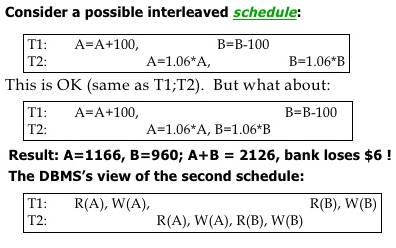 Consider a possible interleaved schedule:
T1: A=A+100, B=B-100
T2: A=1.06*A, B=1.06*B
This is OK (same as T1;T2). But what about:
T1: A=A+100, B=B-100
T2: A=1.06*A, B=1.06*B
Result: A=1166, B=960; A+B = 2126, bank loses $6 !
The DBMS's view of the second schedule:
T1: R(A), W(A), R(B), W(B)
T2: R(A), W(A), R(B), W(B)